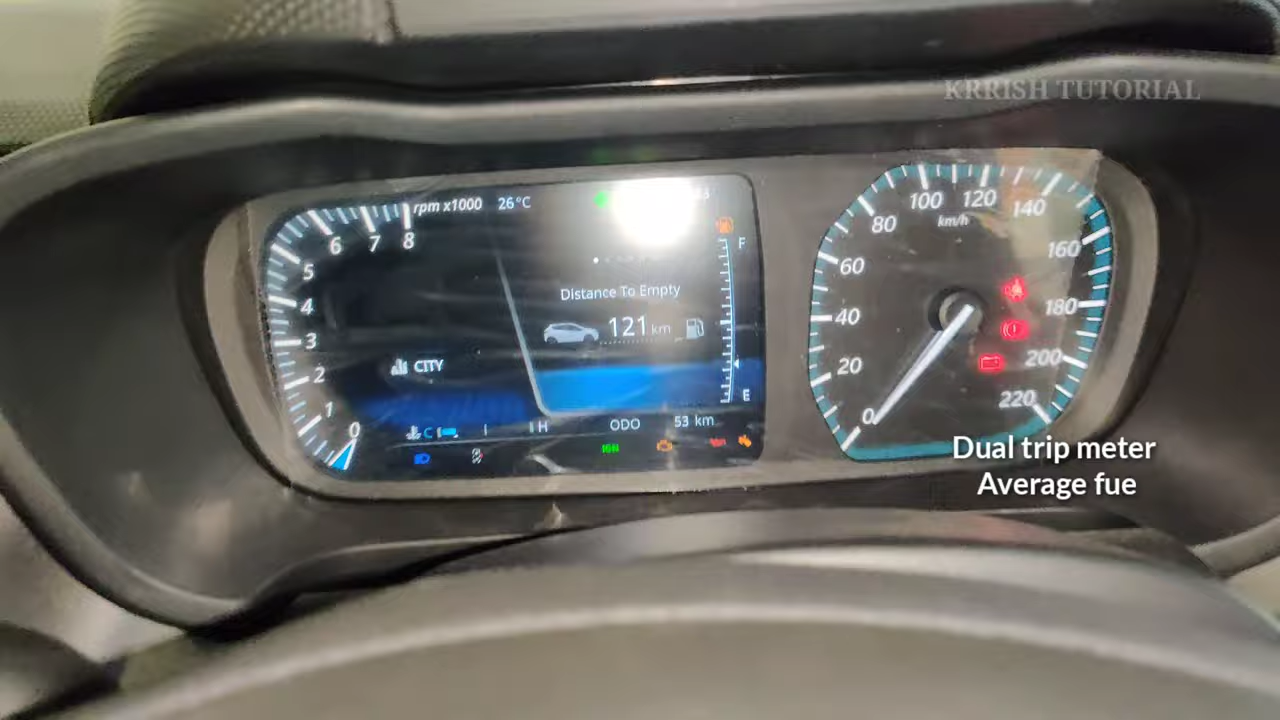 KRRISH TUTORIAL
rpm x1000
26°C
8
7
6
5
4
3
2
1
0
F
Distance To Empty
121 km
CITY
E
C
H
ODO
53 km
IGN
0
20
40
60
80
100
120
140
160
180
200
220
km/h
Dual trip meter
Average fue